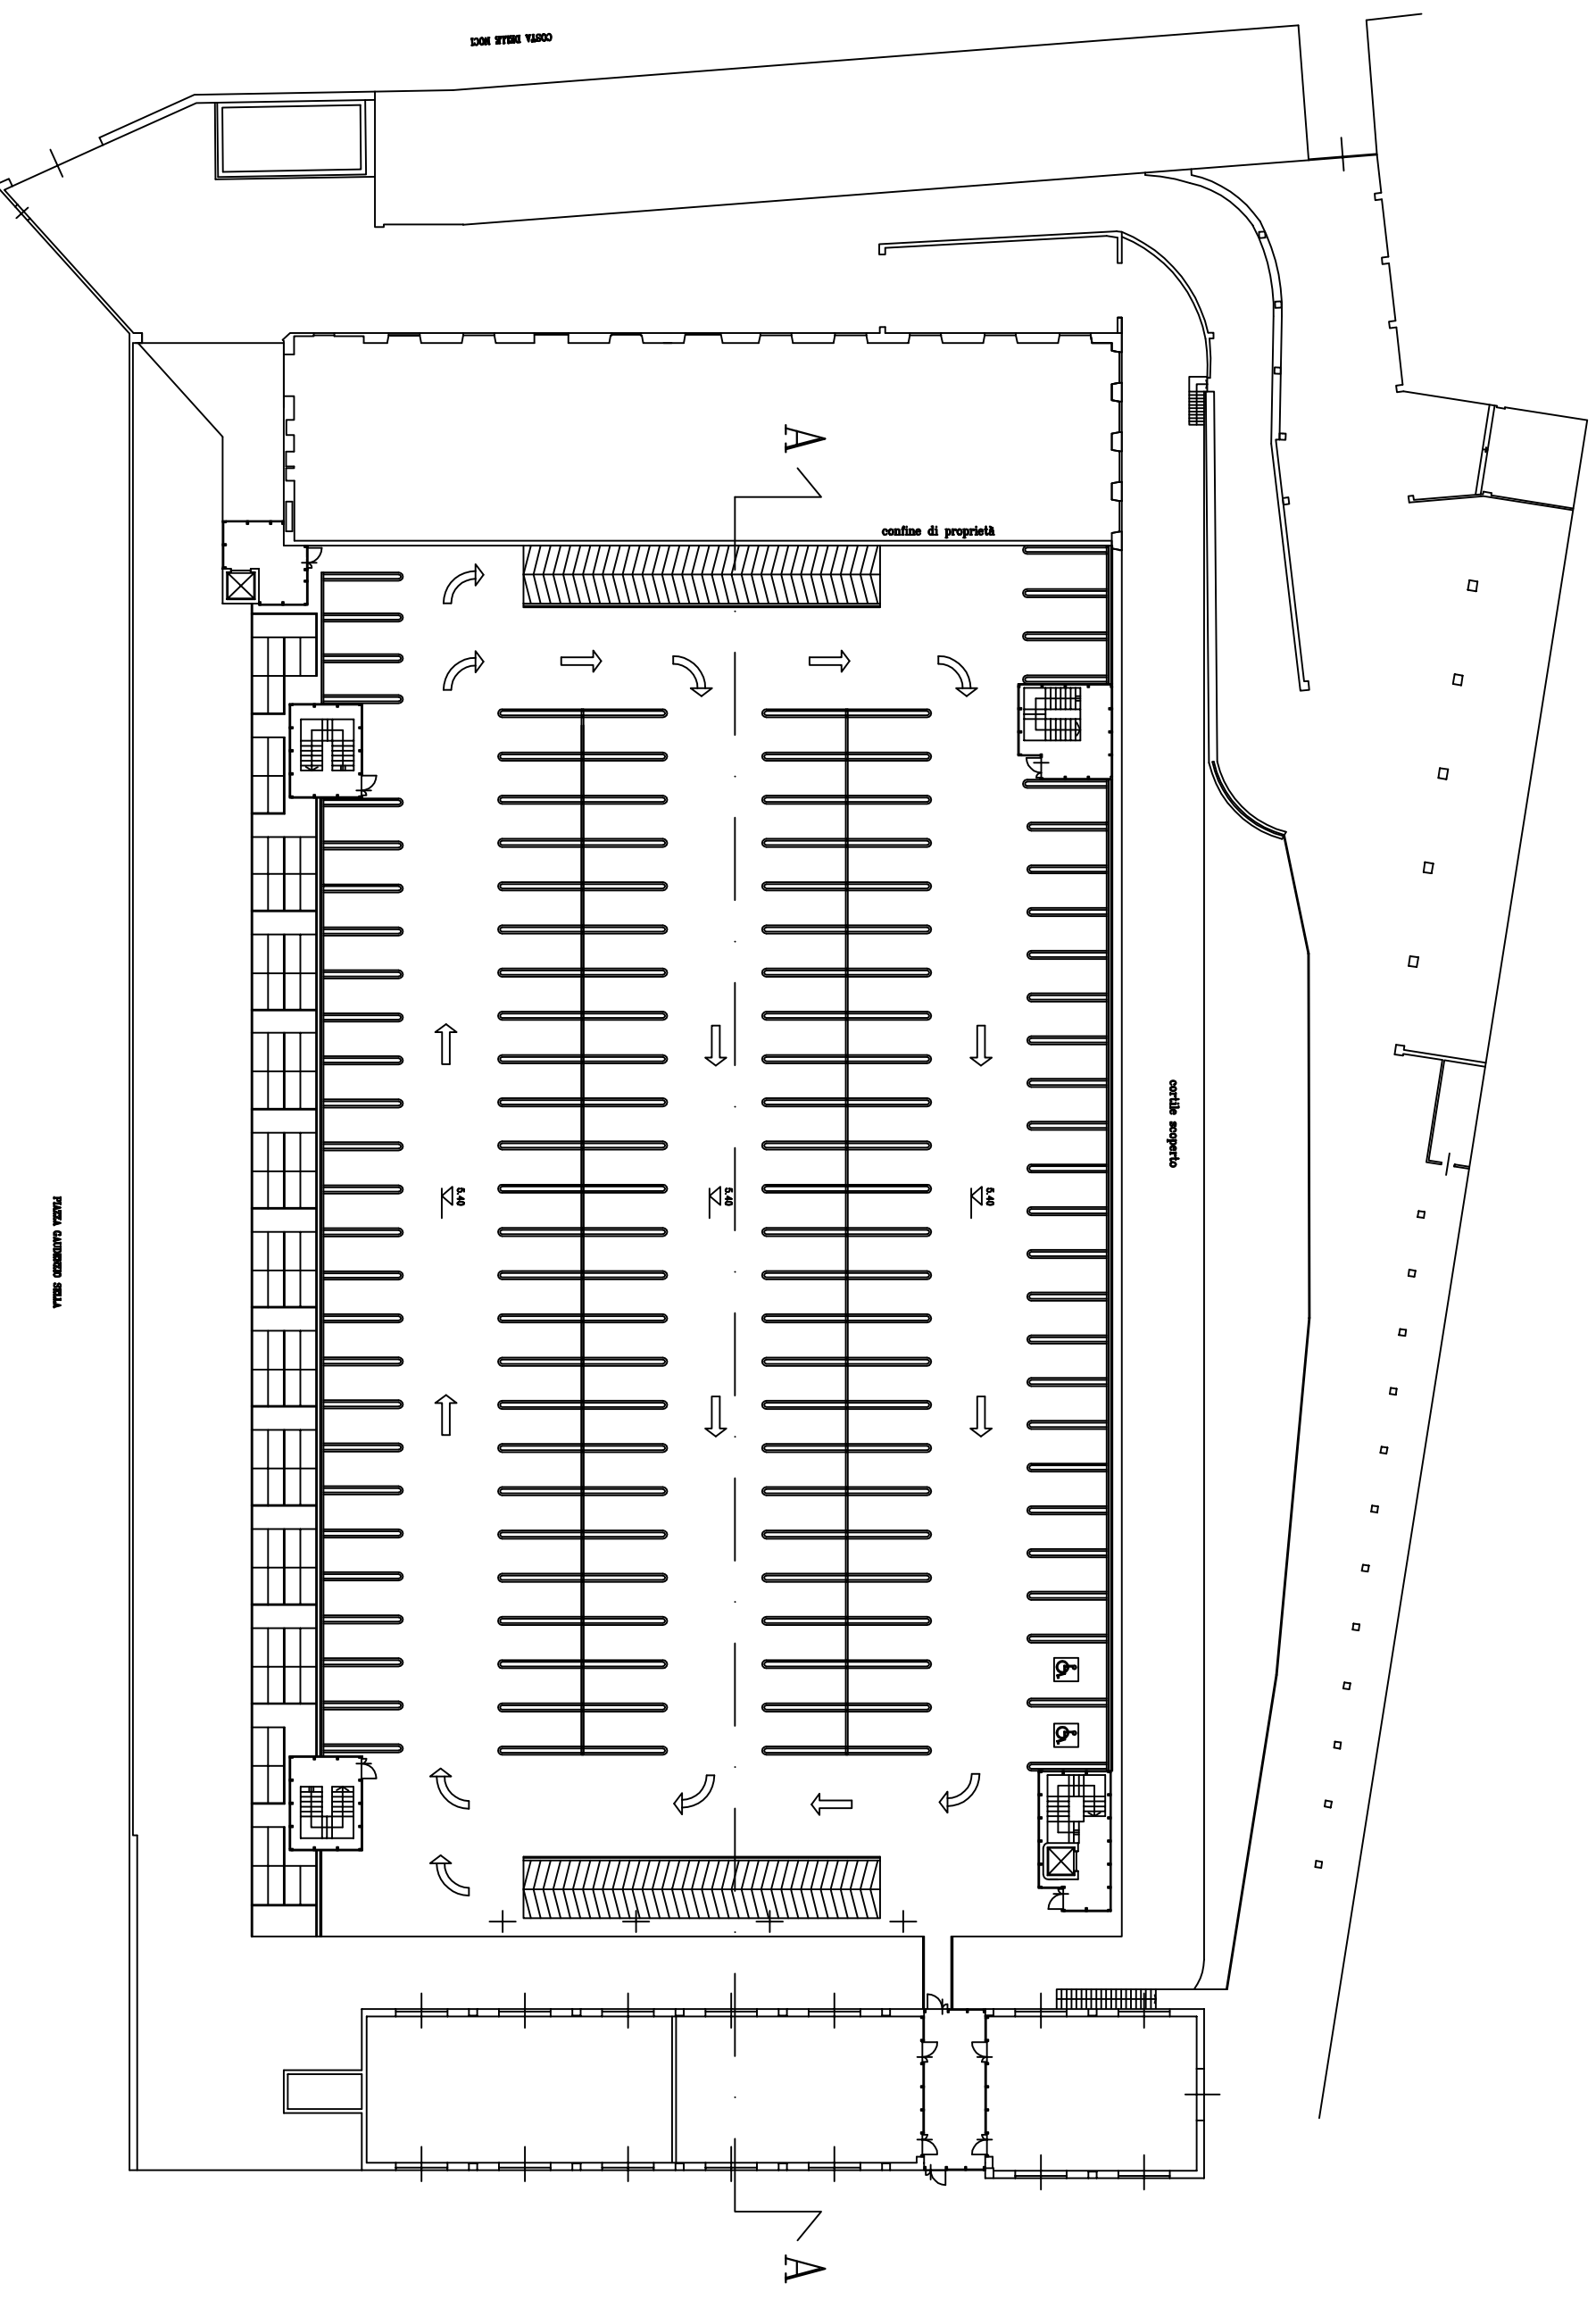 COSTA DELLE NOCI
A
confine di proprietà
cortile scoperto
5.40
5.40
5.40
PIAZZA GAUDENZIO SELLA
A